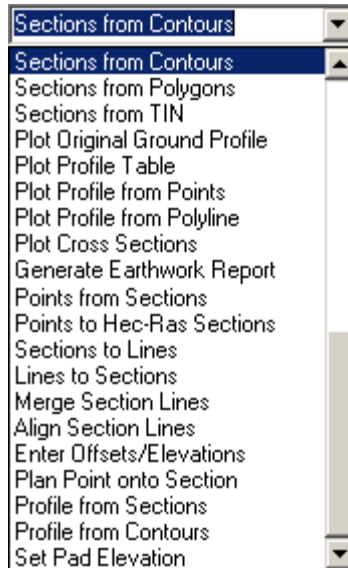 Sections from Contours
Sections from Contours
Sections from Polygons
Sections from TIN
Plot Original Ground Profile
Plot Profile Table
Plot Profile from Points
Plot Profile from Polyline
Plot Cross Sections
Generate Earthwork Report
Points from Sections
Points to Hec-Ras Sections
Sections to Lines
Lines to Sections
Merge Section Lines
Align Section Lines
Enter Offsets/Elevations
Plan Point onto Section
Profile from Sections
Profile from Contours
Set Pad Elevation